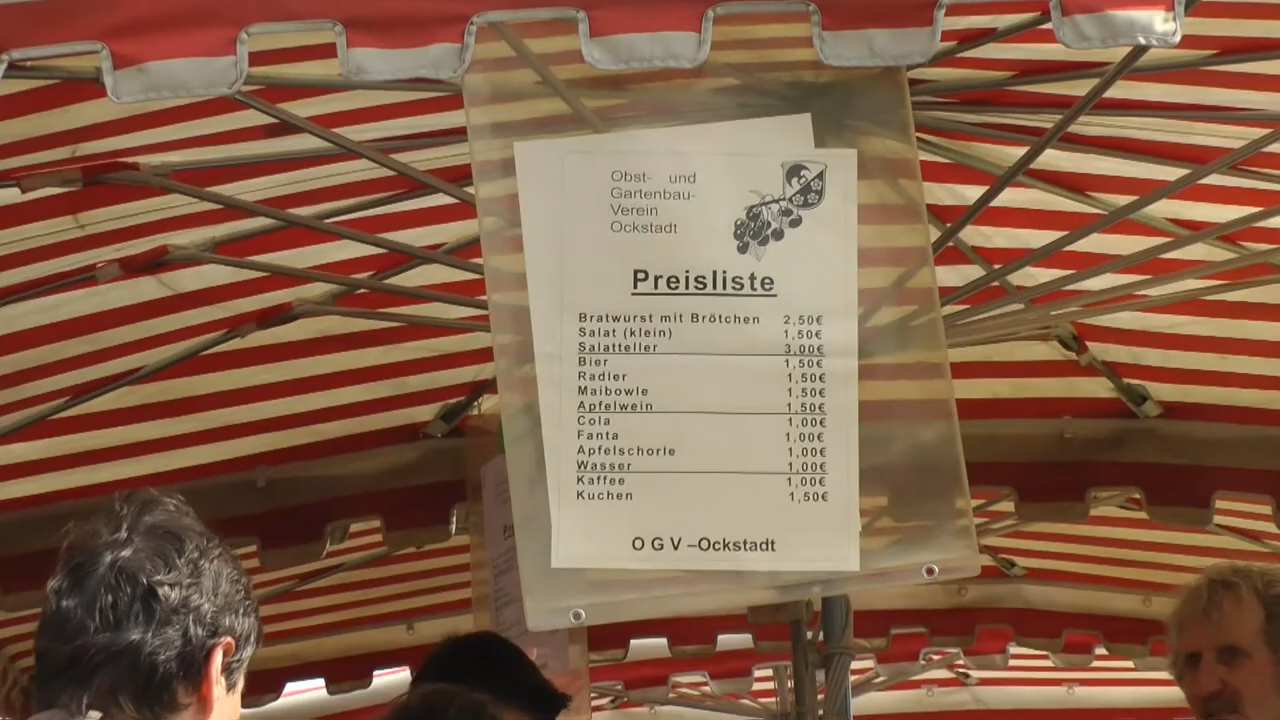 Obst- und
Gartenbau-
Verein
Ockstadt
Preisliste
Bratwurst mit Brötchen 2,50€
Salat (klein) 1,50€
Salatteller 3,00€
Bier 1,50€
Radler 1,50€
Maibowle 1,50€
Apfelwein 1,50€
Cola 1,00€
Fanta 1,00€
Apfelschorle 1,00€
Wasser 1,00€
Kaffee 1,00€
Kuchen 1,50€
O G V –Ockstadt